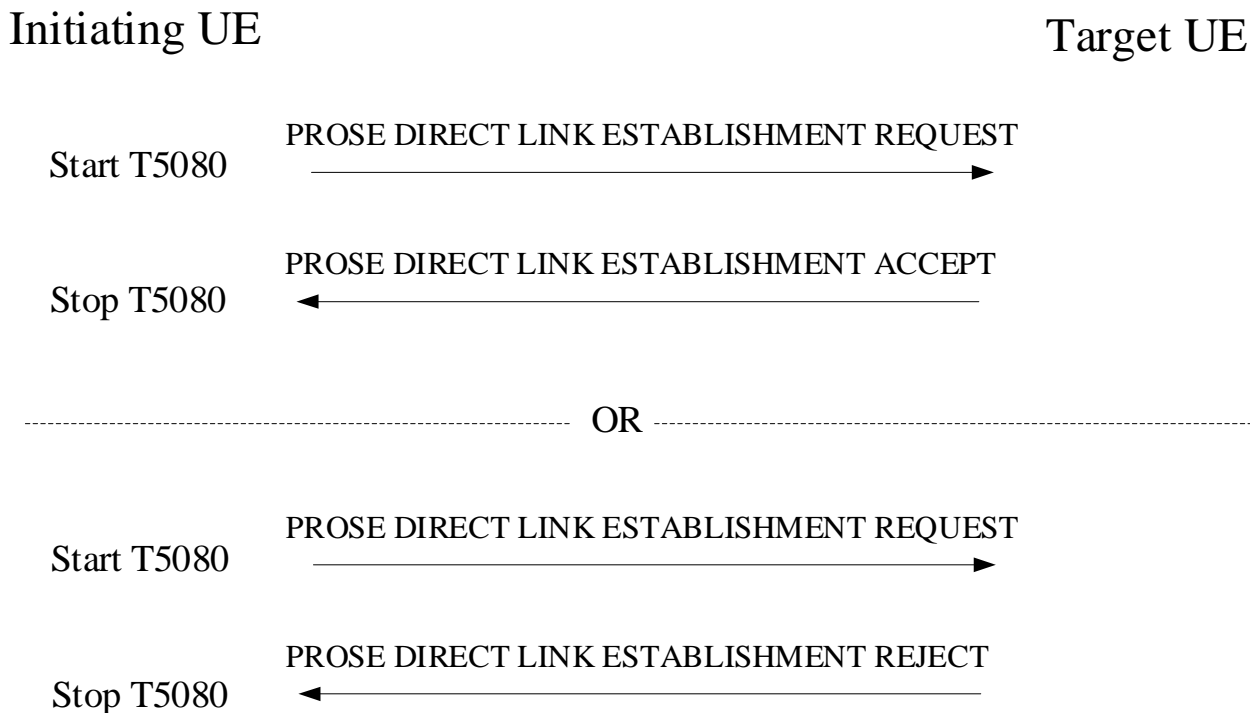 Initiating UE
Target UE
PROSE DIRECT LINK ESTABLISHMENT REQUEST
Start T5080
PROSE DIRECT LINK ESTABLISHMENT ACCEPT
Stop T5080
OR
PROSE DIRECT LINK ESTABLISHMENT REQUEST
Start T5080
PROSE DIRECT LINK ESTABLISHMENT REJECT
Stop T5080